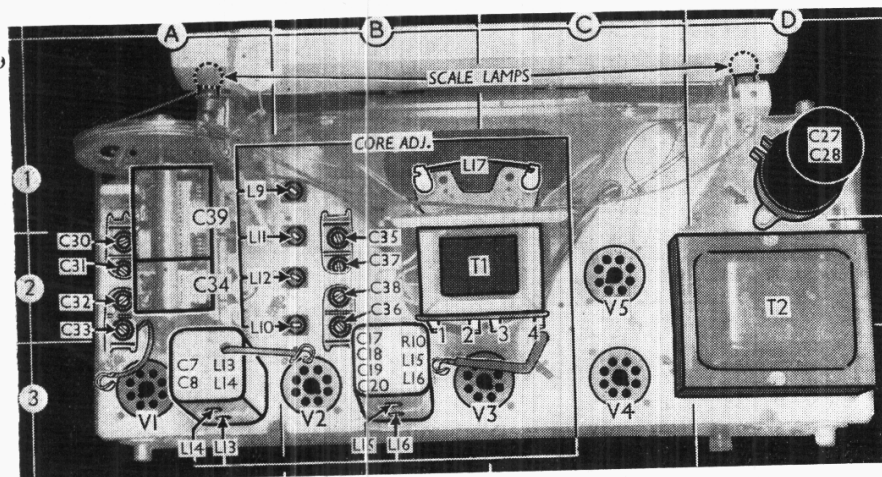 A B C D
SCALE LAMPS
CORE ADJ.
C27
C28
L17
1
L9
C39
C30
L11
C35
C31
C37
T1
2
L12
C34
C38
V5
T2
C32
C36
C33
L10
1 2 3 4
C17
R10
C18
L15
C7 L13
C19
L16
C8 L14
C20
3
V1
V2
V3
V4
L14
L13
L15
L16